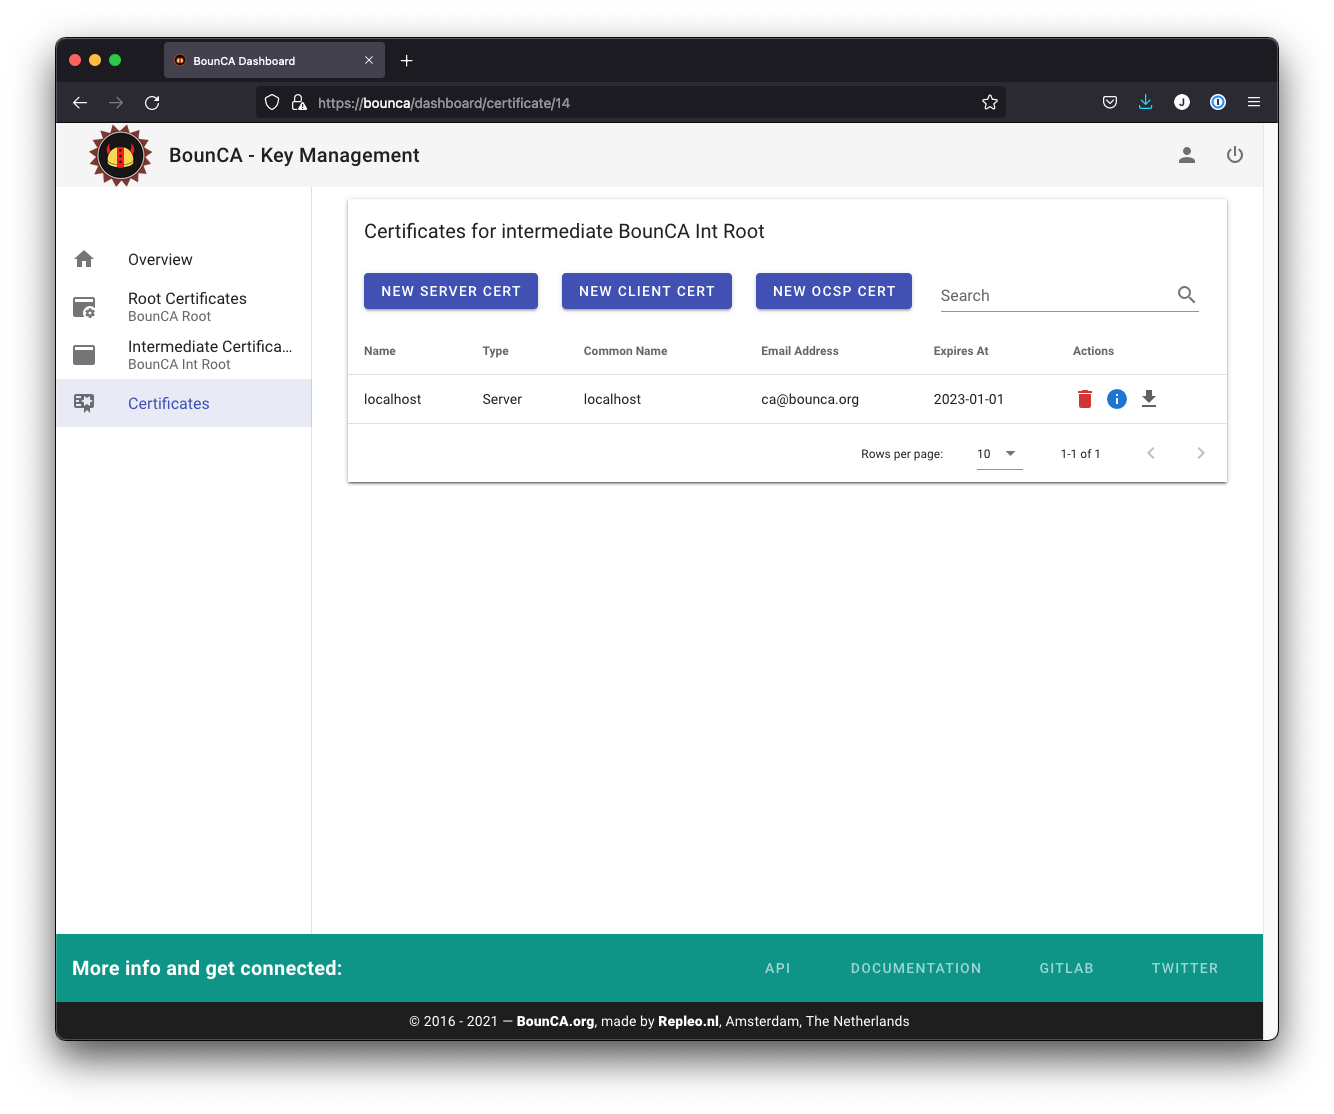 BounCA Dashboard
https://bounca/dashboard/certificate/14
J
BounCA - Key Management
Overview
Root Certificates
BounCA Root
Intermediate Certifica...
BounCA Int Root
Certificates
Certificates for intermediate BounCA Int Root
NEW SERVER CERT NEW CLIENT CERT NEW OCSP CERT Search
Name Type Common Name Email Address Expires At Actions
localhost Server localhost ca@bounca.org 2023-01-01
Rows per page: 10 1-1 of 1
More info and get connected: API DOCUMENTATION GITLAB TWITTER
© 2016 - 2021 — BounCA.org, made by Repleo.nl, Amsterdam, The Netherlands